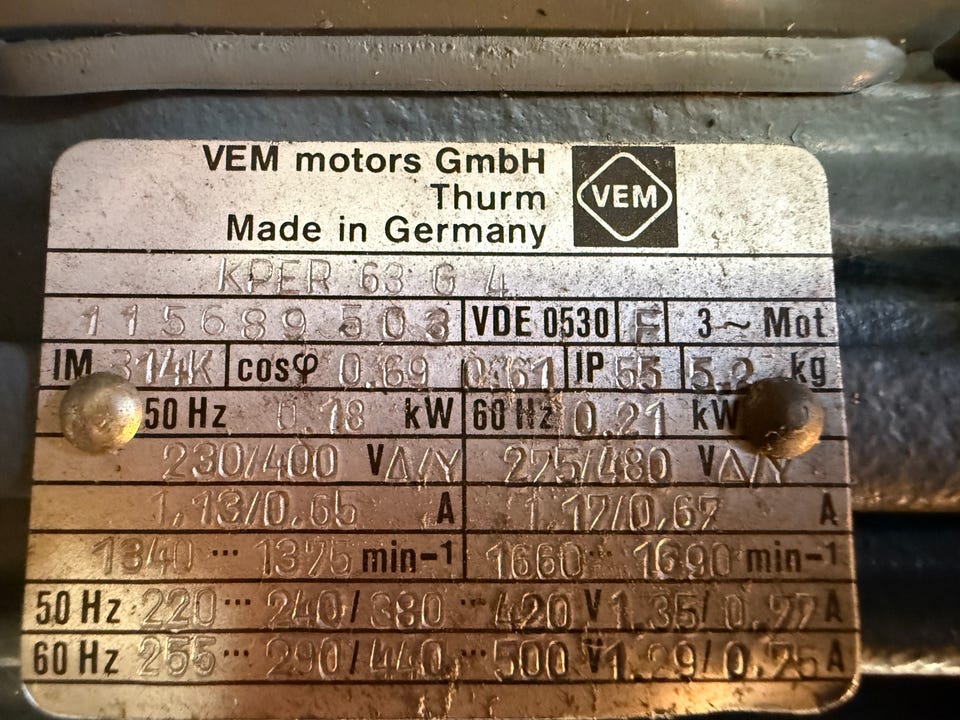 VEM motors GmbH
Thurm
Made in Germany
VEM
KPER 63 G 4
115689 503 VDE 0530 F 3 ~ Mot
IM 314K cosφ 0.69 0.61 IP 55 5.2 kg
50 Hz 0.18 kW 60 Hz 0.21 kW
230/400 V Δ/Y 275/480 V Δ/Y
1.13/0.65 A 1.17/0.67 A
1340 ··· 1375 min-1 1660 ··· 1690 min-1
50 Hz 220 ··· 240/380 ··· 420 V 1.35/0.77 A
60 Hz 255 ··· 290/440 ··· 500 V 1.29/0.75 A